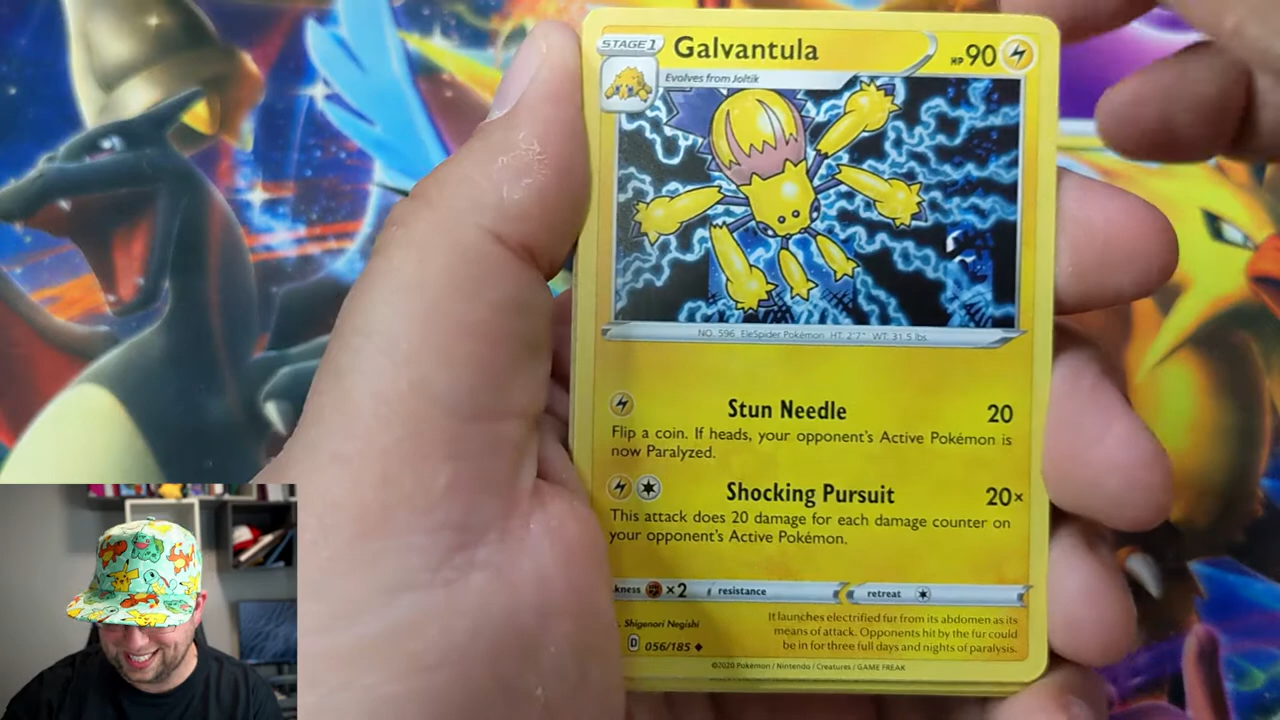 STAGE 1
Galvantula
HP 90
Evolves from Joltik
NO. 596 EleSpider Pokémon HT: 2'7" WT: 31.5 lbs.
Stun Needle 20
Flip a coin. If heads, your opponent's Active Pokémon is
now Paralyzed.
Shocking Pursuit 20×
This attack does 20 damage for each damage counter on
your opponent's Active Pokémon.
kness ×2 resistance retreat
. Shigenori Negishi
D 056/185
It launches electrified fur from its abdomen as its
means of attack. Opponents hit by the fur could
be in for three full days and nights of paralysis.
©2020 Pokémon / Nintendo / Creatures / GAME FREAK